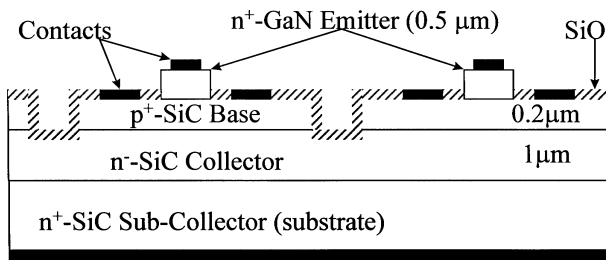 Contacts
n⁺-GaN Emitter (0.5 μm)
SiO
p⁺-SiC Base
0.2μm
n⁻-SiC Collector
1μm
n⁺-SiC Sub-Collector (substrate)